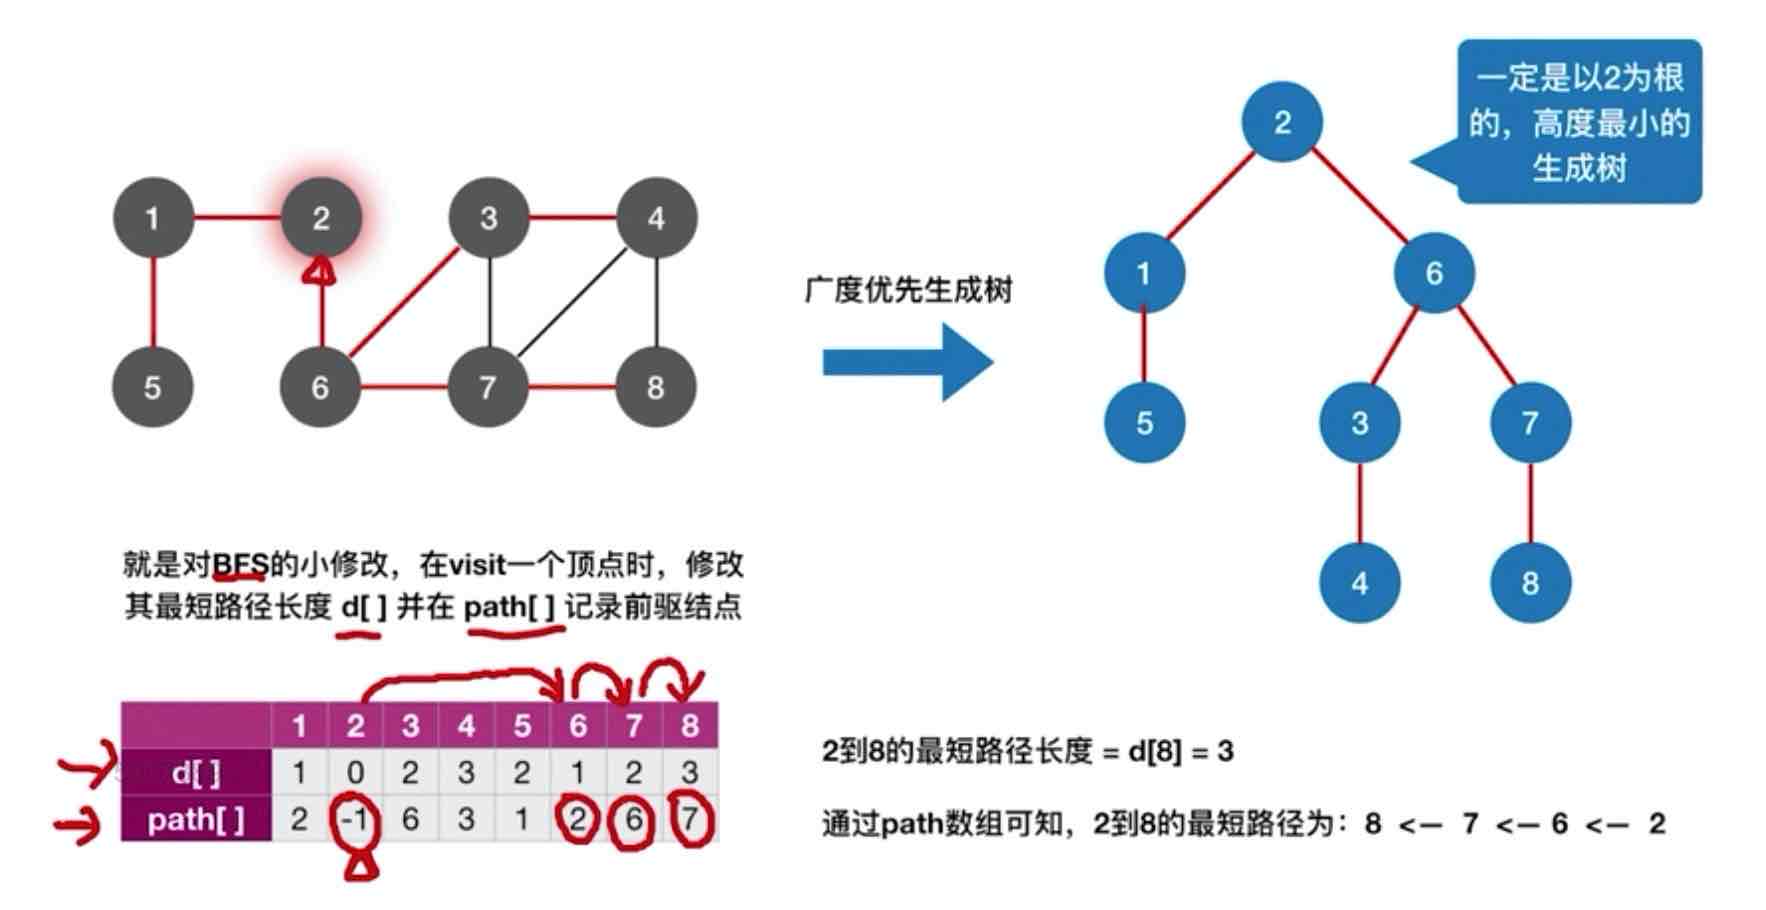 一定是以2为根
的，高度最小的
生成树
2
1 2 3 4
1 6
广度优先生成树
5 6 7 8
5 3 7
4 8
就是对BFS的小修改，在visit一个顶点时，修改
其最短路径长度 d[ ] 并在 path[ ] 记录前驱结点
1 2 3 4 5 6 7 8
d[ ] 1 0 2 3 2 1 2 3
path[ ] 2 -1 6 3 1 2 6 7
2到8的最短路径长度 = d[8] = 3
通过path数组可知，2到8的最短路径为：8 <— 7 <— 6 <— 2